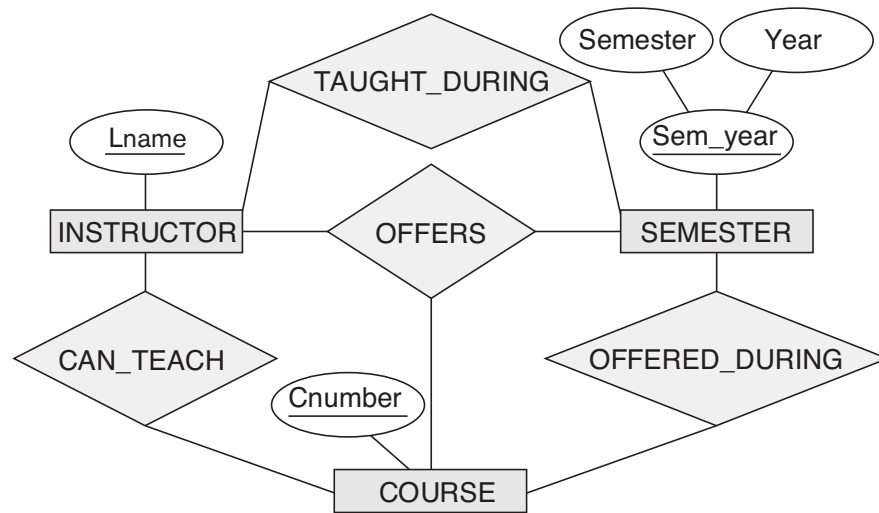 Semester
Year
TAUGHT_DURING
Lname
Sem_year
INSTRUCTOR
OFFERS
SEMESTER
CAN_TEACH
OFFERED_DURING
Cnumber
COURSE